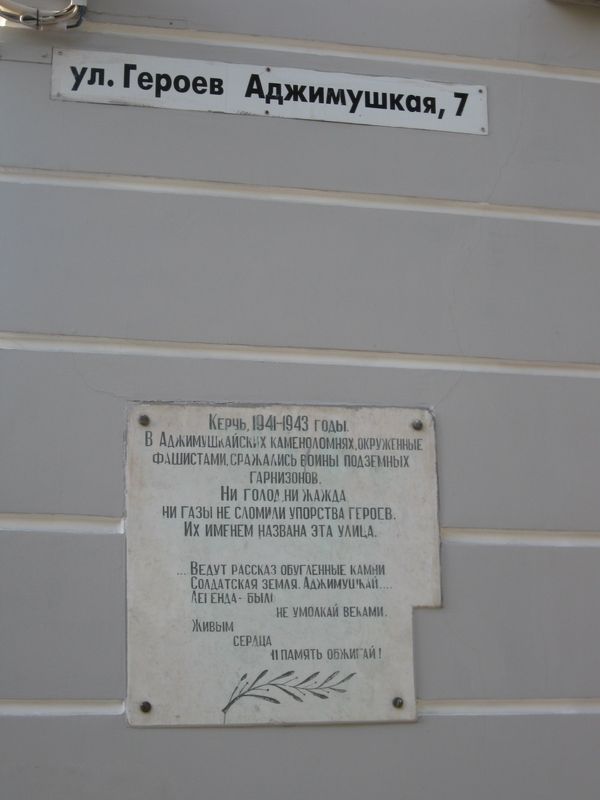 ул. Героев Аджимушкая, 7
Керчь, 1941-1943 годы.
В Аджимушкайских каменоломнях, окруженные
фашистами, сражались воины подземных
гарнизонов.
Ни голод, ни жажда
ни газы не сломили упорства героев.
Их именем названа эта улица.
...Ведут рассказ обугленные камни
Солдатская земля. Аджимушкай....
Легенда - быль
не умолкай веками.
Живым
сердца
и память обжигай!